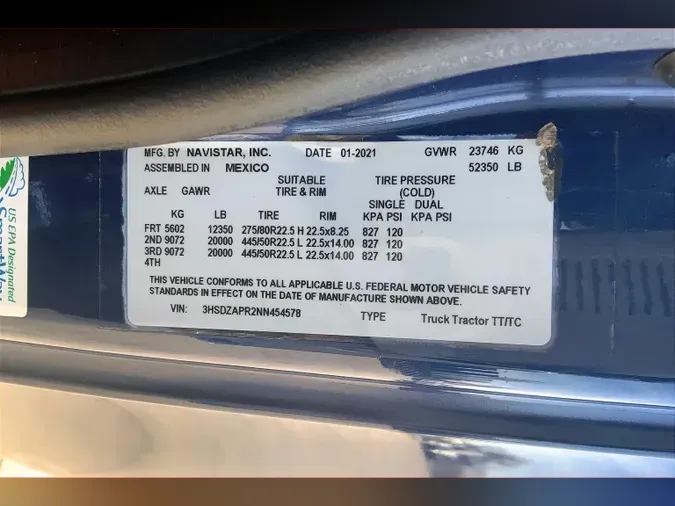 MFG. BY NAVISTAR, INC. DATE 01-2021 GVWR 23746 KG
ASSEMBLED IN MEXICO 52350 LB
SUITABLE TIRE PRESSURE
AXLE GAWR TIRE & RIM (COLD)
SINGLE DUAL
KG LB TIRE RIM KPA PSI KPA PSI
FRT 5602 12350 275/80R22.5 H 22.5x8.25 827 120
2ND 9072 20000 445/50R22.5 L 22.5x14.00 827 120
3RD 9072 20000 445/50R22.5 L 22.5x14.00 827 120
4TH
THIS VEHICLE CONFORMS TO ALL APPLICABLE U.S. FEDERAL MOTOR VEHICLE SAFETY
STANDARDS IN EFFECT ON THE DATE OF MANUFACTURE SHOWN ABOVE.
VIN: 3HSDZAPR2NN454578 TYPE Truck Tractor TT/TC
US EPA Designated